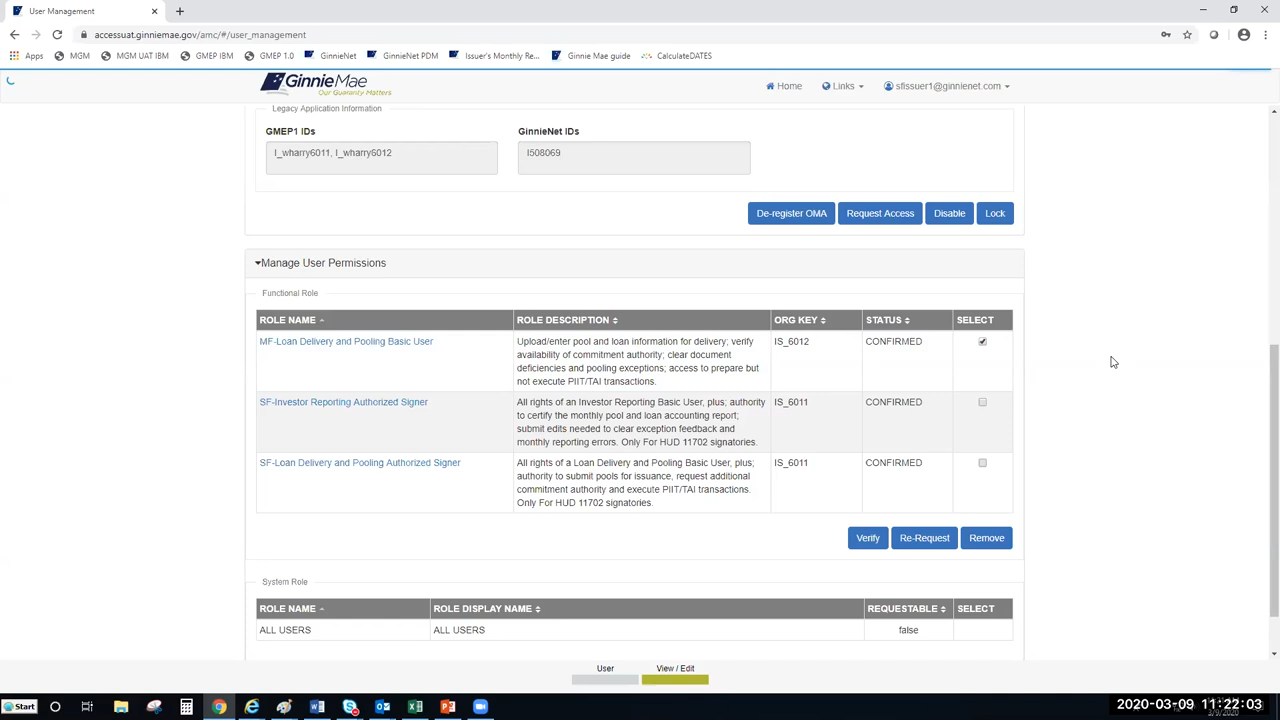 User Management
accessuat.ginniemae.gov/amc/#/user_management
Apps MGM MGM UAT IBM GMEP IBM GMEP 1.0 GinnieNet GinnieNet PDM Issuer's Monthly Re... Ginnie Mae guide CalculateDATES
GinnieMae
Our Guaranty Matters
Home Links sfissuer1@ginnienet.com
Legacy Application Information
GMEP1 IDs GinnieNet IDs
I_wharry6011, I_wharry6012 I508069
De-register OMA Request Access Disable Lock
Manage User Permissions
Functional Role
ROLE NAME ROLE DESCRIPTION ORG KEY STATUS SELECT
MF-Loan Delivery and Pooling Basic User Upload/enter pool and loan information for delivery; verify IS_6012 CONFIRMED
availability of commitment authority; clear document
deficiencies and pooling exceptions; access to prepare but
not execute PIIT/TAI transactions.
SF-Investor Reporting Authorized Signer All rights of an Investor Reporting Basic User, plus; authority IS_6011 CONFIRMED
to certify the monthly pool and loan accounting report;
submit edits needed to clear exception feedback and
monthly reporting errors. Only For HUD 11702 signatories.
SF-Loan Delivery and Pooling Authorized Signer All rights of a Loan Delivery and Pooling Basic User, plus; IS_6011 CONFIRMED
authority to submit pools for issuance, request additional
commitment authority and execute PIIT/TAI transactions.
Only For HUD 11702 signatories.
Verify Re-Request Remove
System Role
ROLE NAME ROLE DISPLAY NAME REQUESTABLE SELECT
ALL USERS ALL USERS false
User View / Edit
Start
2020-03-09 11:22:03
3/9/2020